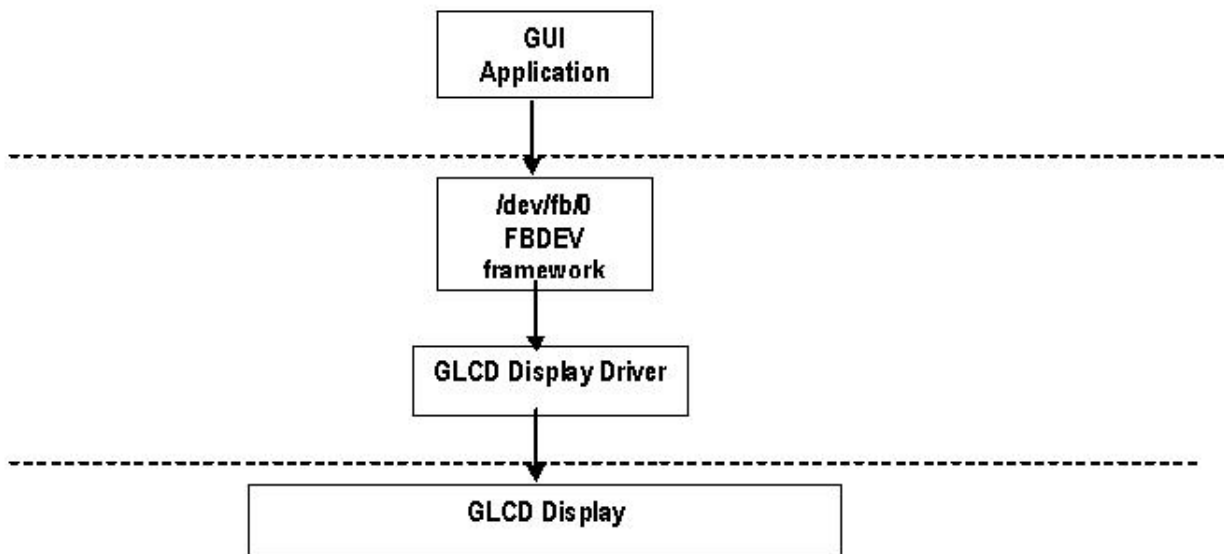 GUI
Application
/dev/fb/0
FBDEV
framework
GLCD Display Driver
GLCD Display